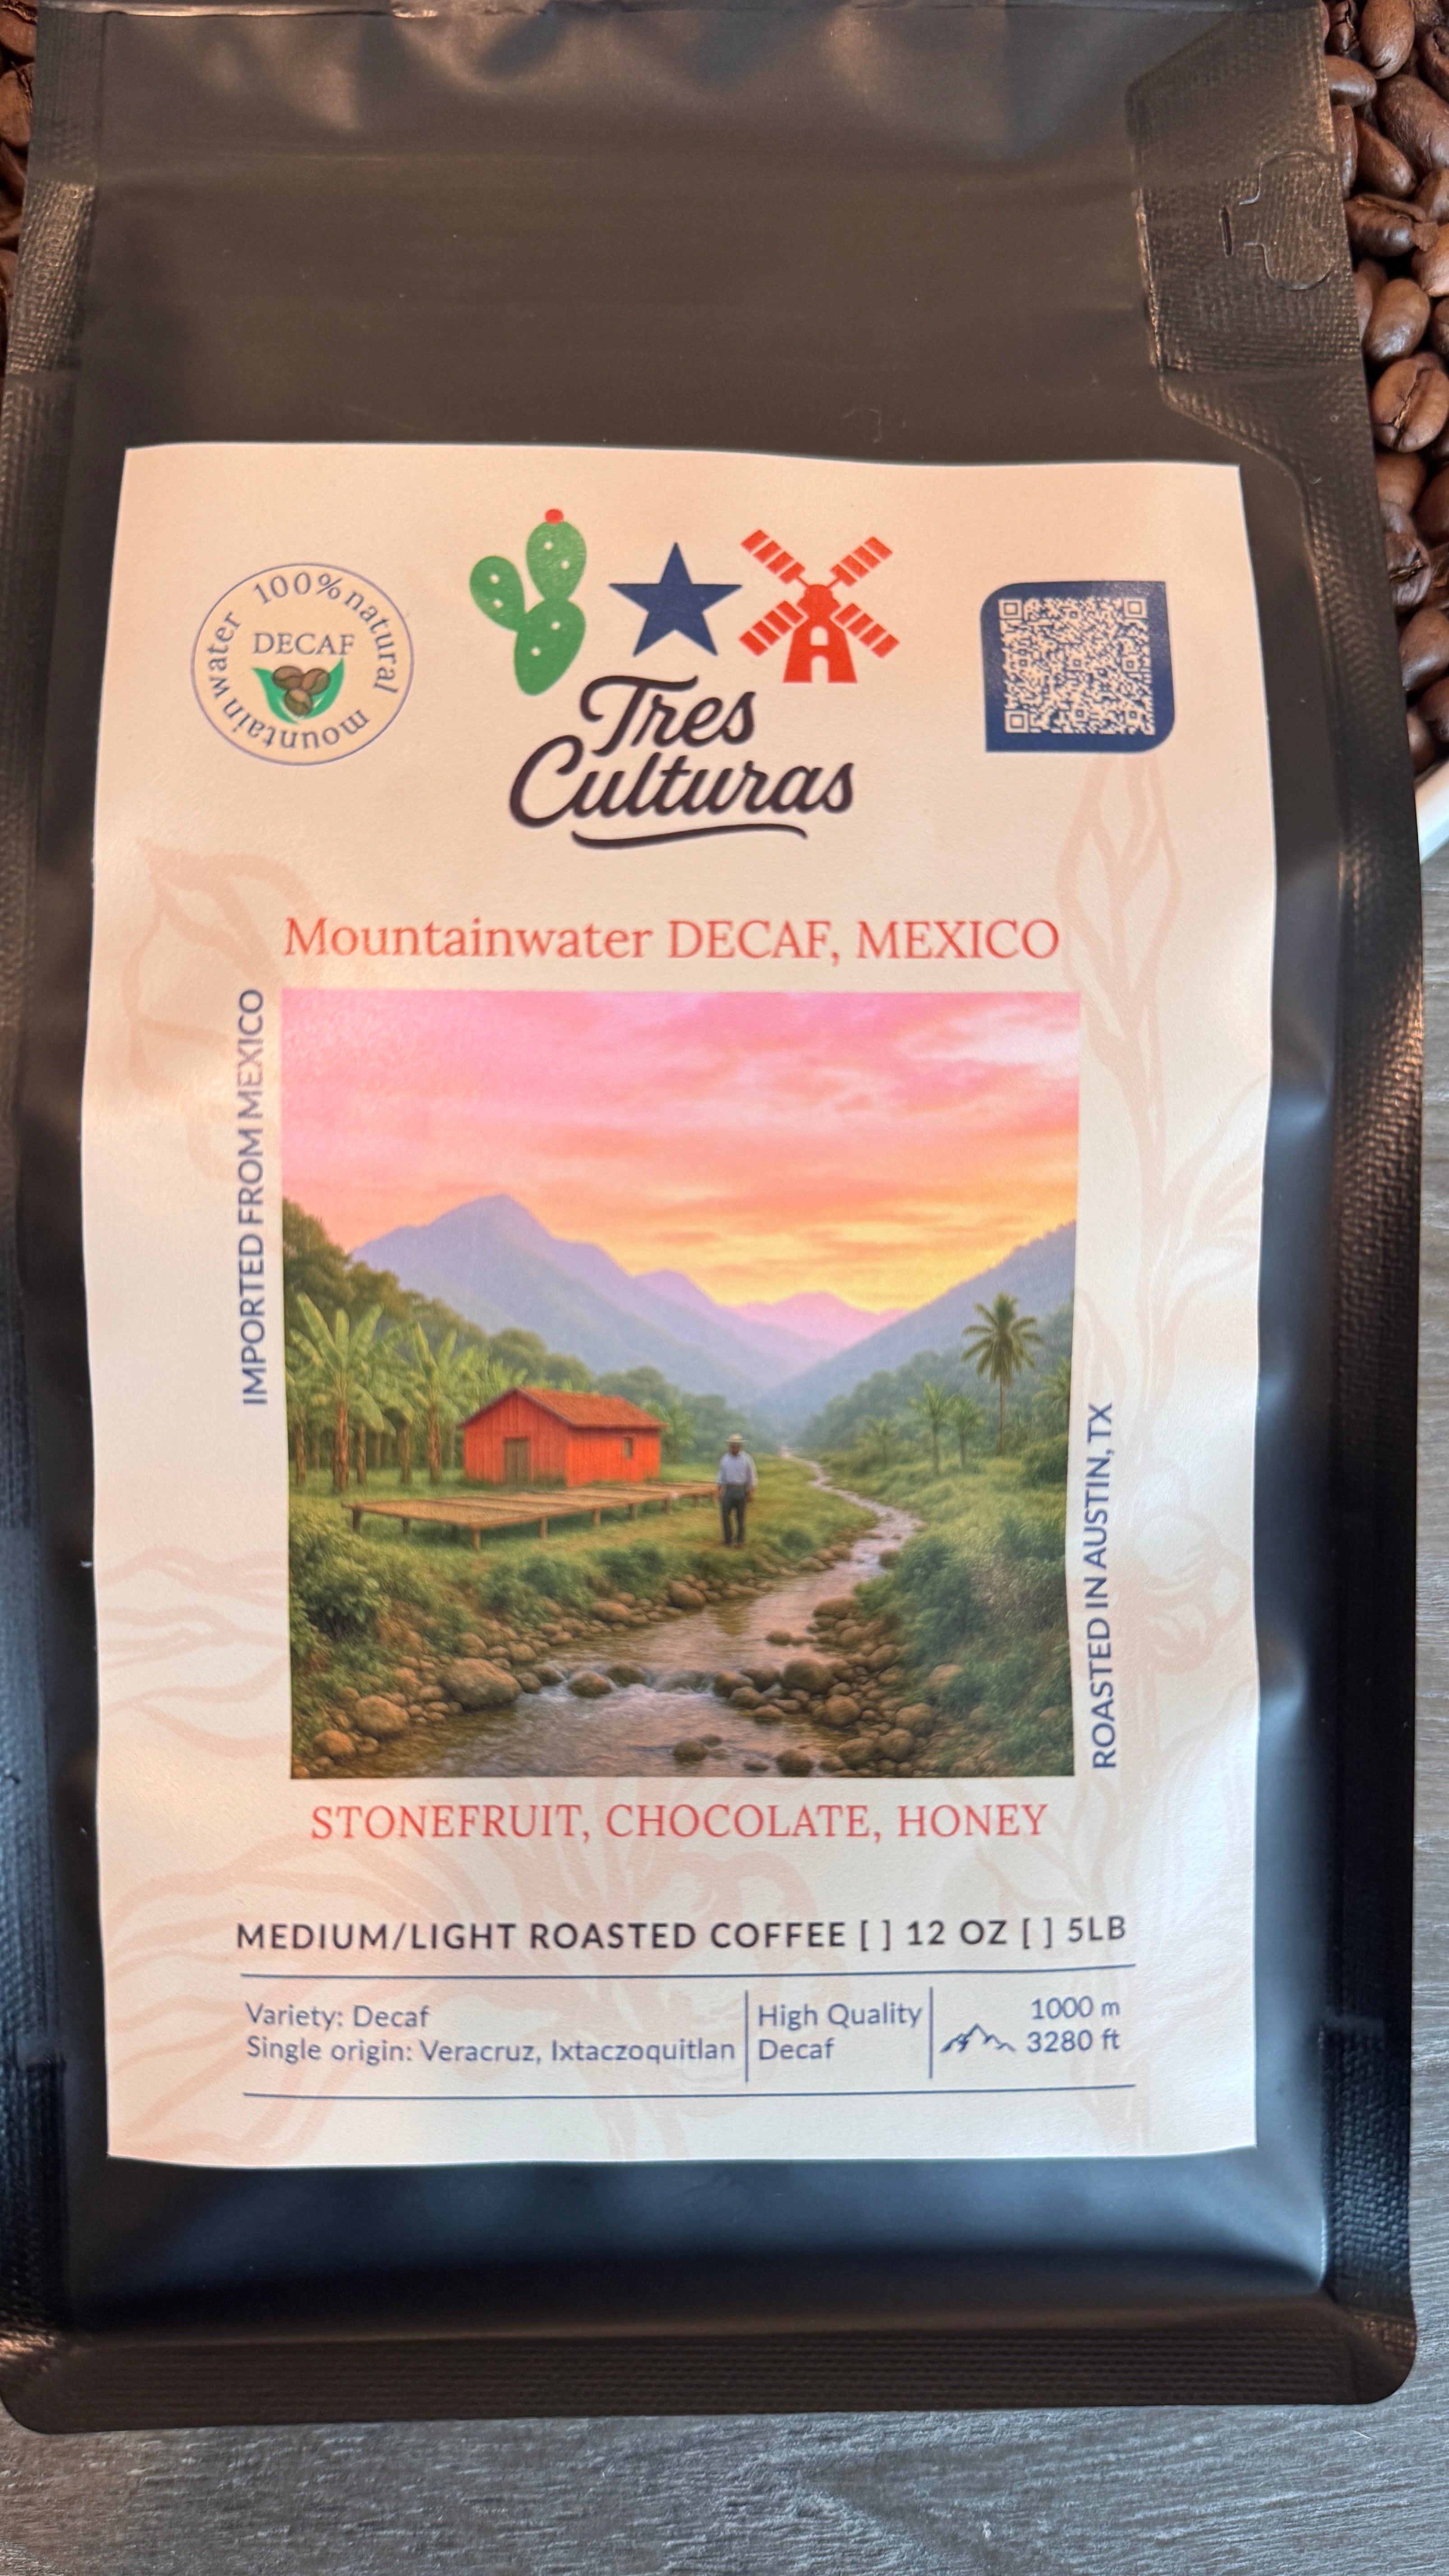 100% natural mountain water
DECAF
Tres
Culturas
Mountainwater DECAF, MEXICO
IMPORTED FROM MEXICO
ROASTED IN AUSTIN, TX
STONEFRUIT, CHOCOLATE, HONEY
MEDIUM/LIGHT ROASTED COFFEE [ ] 12 OZ [ ] 5LB
Variety: Decaf
Single origin: Veracruz, Ixtaczoquitlan
High Quality
Decaf
1000 m
3280 ft